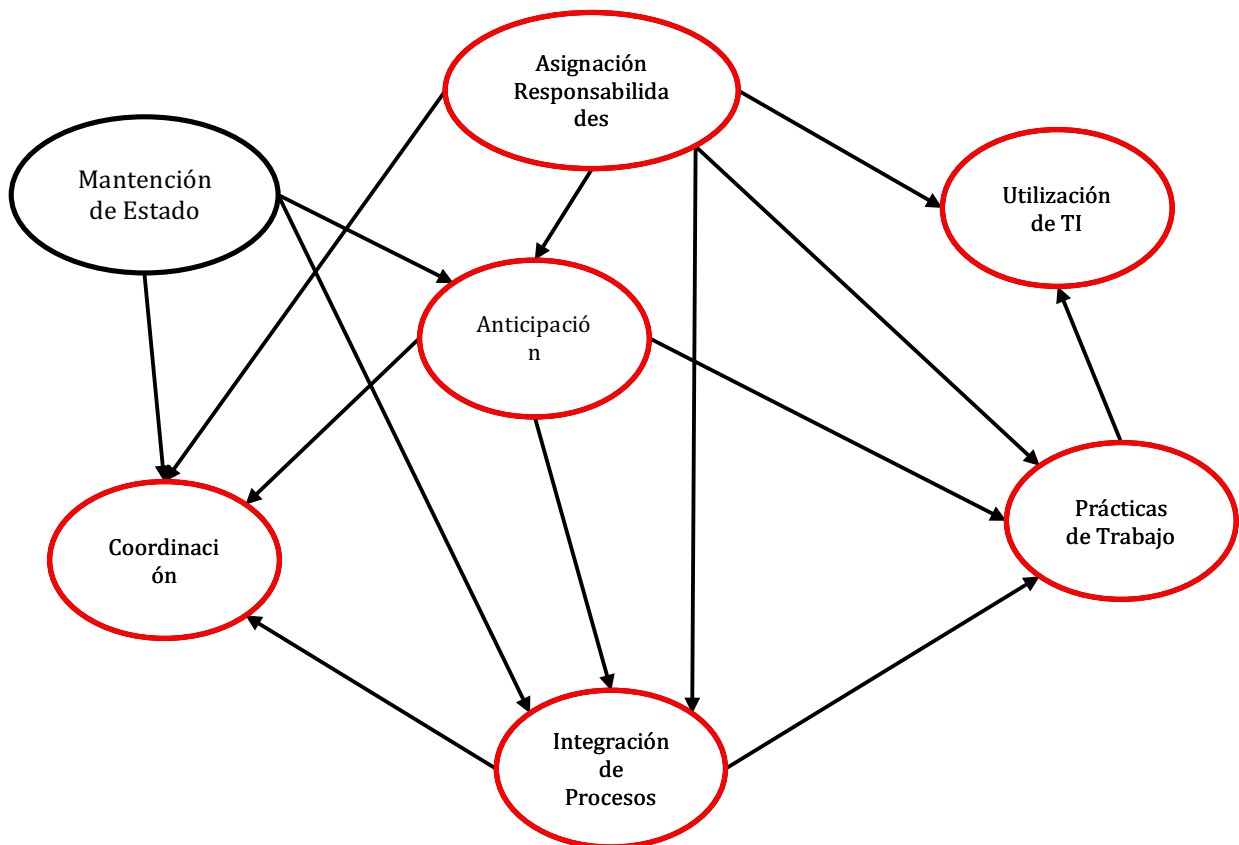 Asignación
Responsabilida
des
Mantención
de Estado
Utilización
de TI
Anticipació
n
Prácticas
de Trabajo
Coordinaci
ón
Integración
de
Procesos